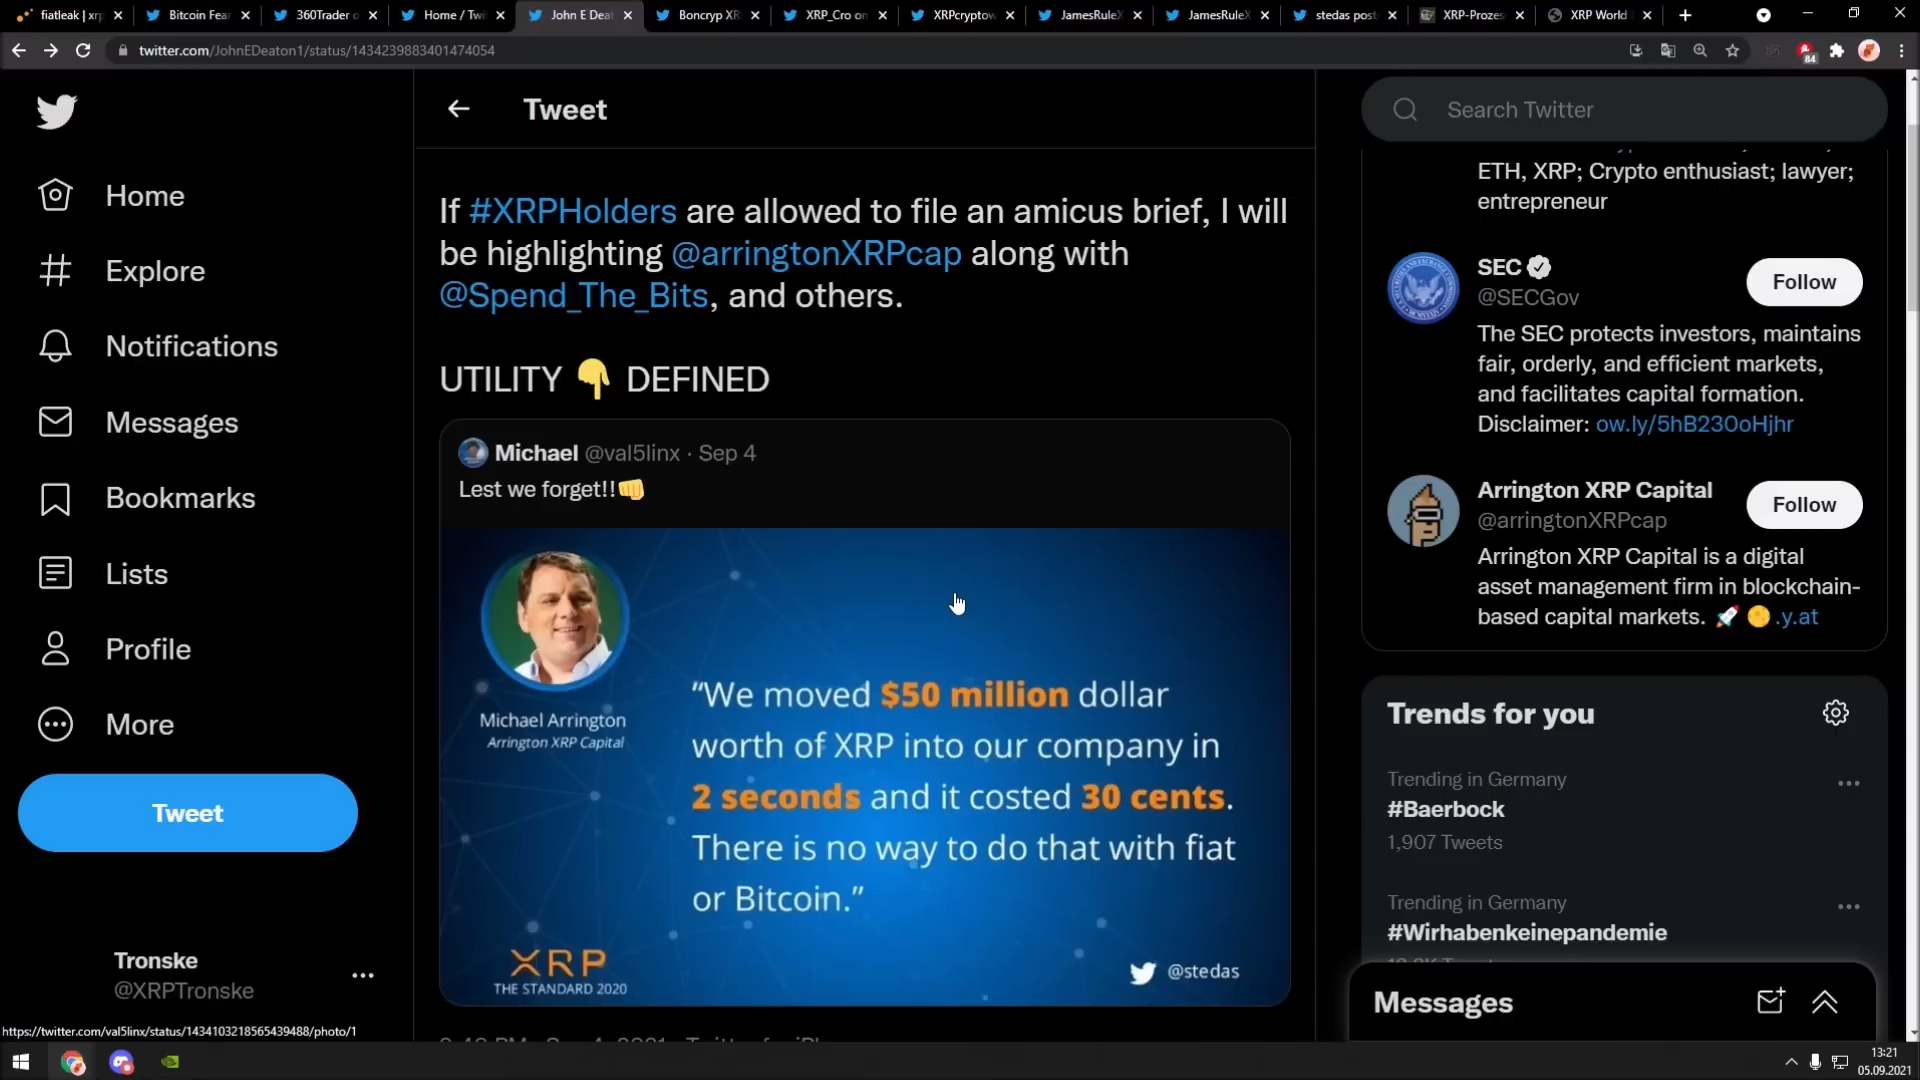 fiatleak | xrp
Bitcoin Fear
360Trader o
Home / Twi
John E Deat
Boncryp XR
XRP_Cro on
XRPcryptow
JamesRuleX
JamesRuleX
stedas post
XRP-Prozes
XRP World
twitter.com/JohnEDeaton1/status/1434239883401474054
84
Home
Explore
Notifications
Messages
Bookmarks
Lists
Profile
More
Tweet
Tronske
@XRPTronske
Tweet
If #XRPHolders are allowed to file an amicus brief, I will
be highlighting @arringtonXRPcap along with
@Spend_The_Bits, and others.
UTILITY 👇 DEFINED
Michael @val5linx · Sep 4
Lest we forget!!👊
Michael Arrington
Arrington XRP Capital
“We moved $50 million dollar
worth of XRP into our company in
2 seconds and it costed 30 cents.
There is no way to do that with fiat
or Bitcoin.”
XRP
THE STANDARD 2020
@stedas
Search Twitter
ETH, XRP; Crypto enthusiast; lawyer;
entrepreneur
SEC
@SECGov
Follow
The SEC protects investors, maintains
fair, orderly, and efficient markets,
and facilitates capital formation.
Disclaimer: ow.ly/5hB230oHjhr
Arrington XRP Capital
@arringtonXRPcap
Follow
Arrington XRP Capital is a digital
asset management firm in blockchain-
based capital markets. 🚀 🌕 .y.at
Trends for you
Trending in Germany
#Baerbock
1,907 Tweets
Trending in Germany
#Wirhabenkeinepandemie
Messages
https://twitter.com/val5linx/status/1434103218565439488/photo/1
13:21
05.09.2021